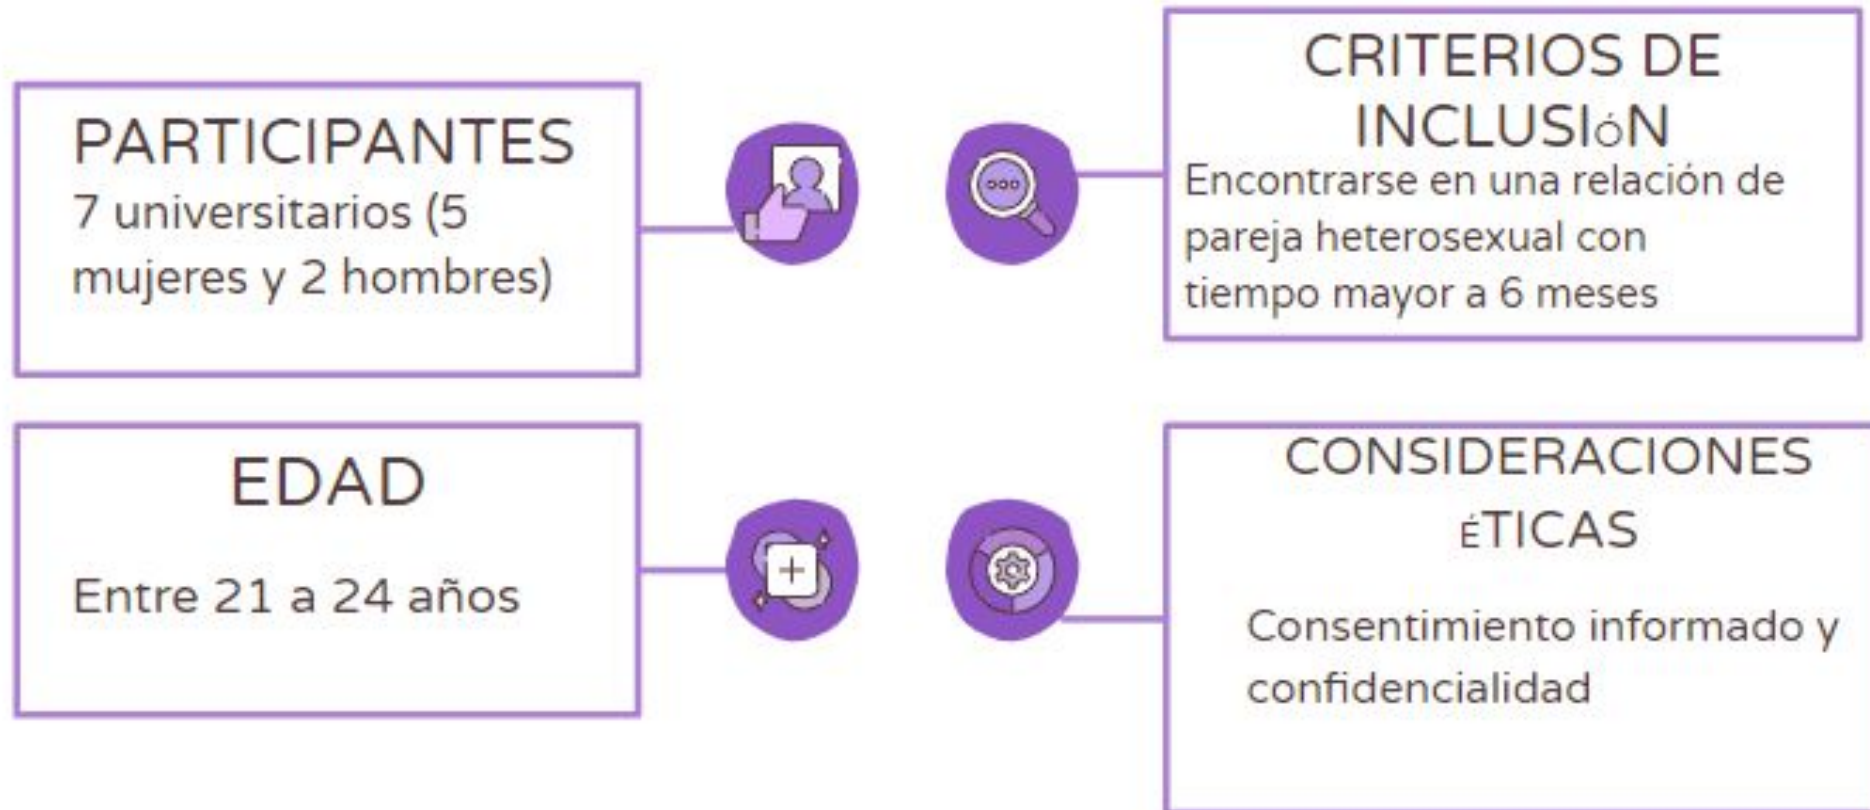 PARTICIPANTES
7 universitarios (5
mujeres y 2 hombres)
CRITERIOS DE
INCLUSIóN
Encontrarse en una relación de
pareja heterosexual con
tiempo mayor a 6 meses
EDAD
Entre 21 a 24 años
CONSIDERACIONES
éTICAS
Consentimiento informado y
confidencialidad